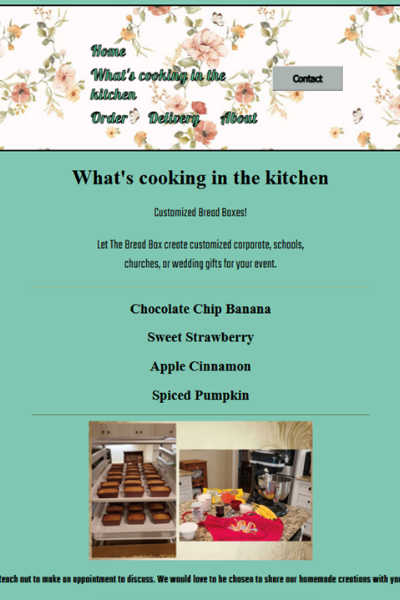 Home
What's cooking in the
kitchen
Order Delivery About
Contact
What's cooking in the kitchen
Customized Bread Boxes!
Let The Bread Box create customized corporate, schools,
churches, or wedding gifts for your event.
Chocolate Chip Banana
Sweet Strawberry
Apple Cinnamon
Spiced Pumpkin
Reach out to make an appointment to discuss. We would love to be chosen to share our homemade creations with you